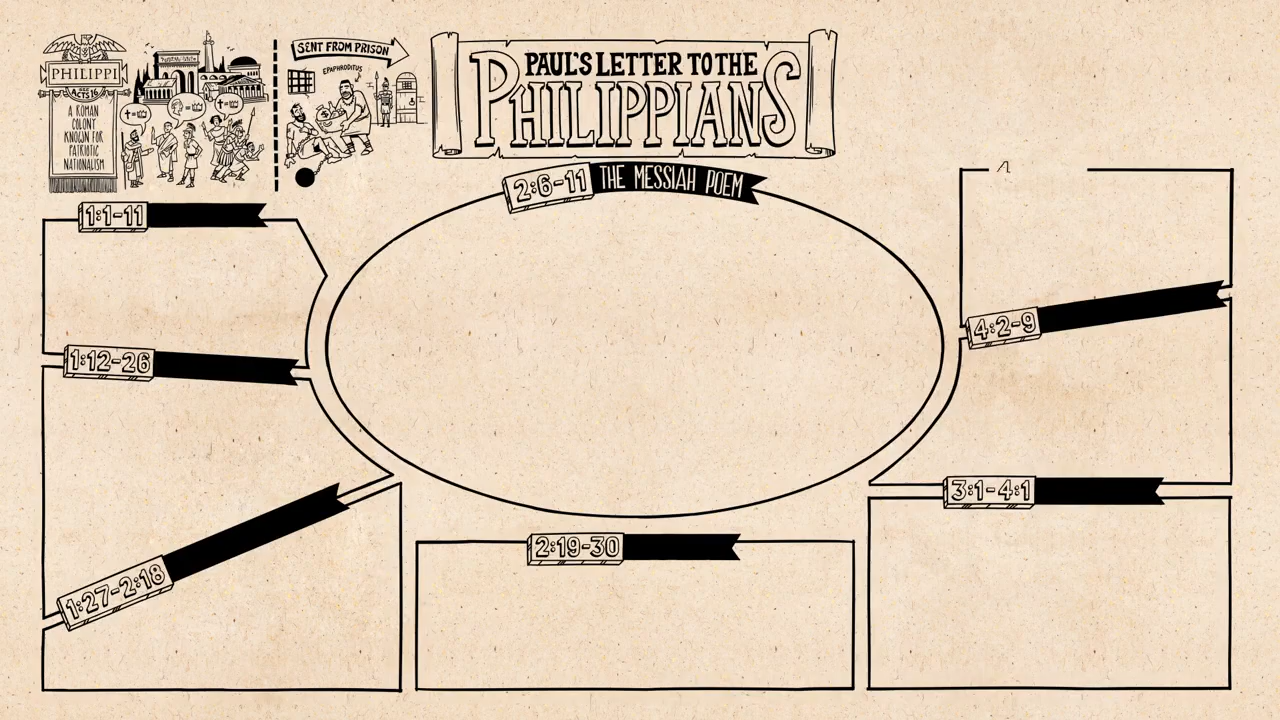 PHILIPPI
ACTS 16
A ROMAN
COLONY
KNOWN FOR
PATRIOTIC
NATIONALISM
SENT FROM PRISON
EPAPHRODITUS
PAUL'S LETTER TO THE
PHILIPPIANS
2:6-11 THE MESSIAH POEM
1:1-11
1:12-26
1:27-2:18
2:19-30
3:1-4:1
4:2-9